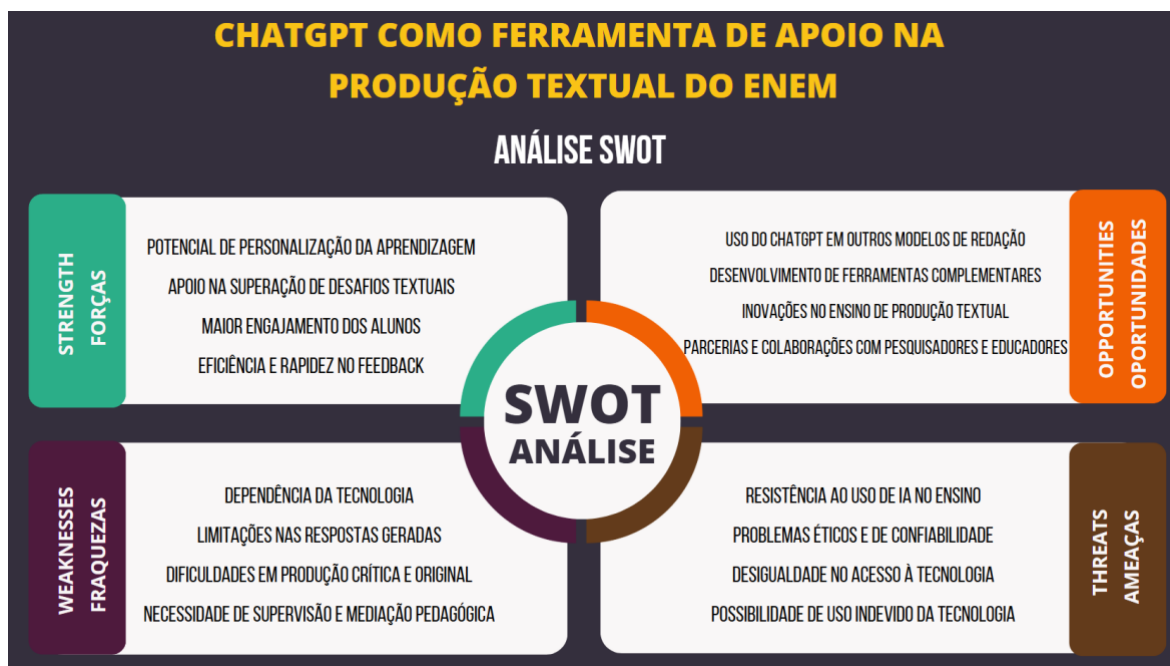 CHATGPT COMO FERRAMENTA DE APOIO NA
PRODUÇÃO TEXTUAL DO ENEM
ANÁLISE SWOT
STRENGTH
FORÇAS
POTENCIAL DE PERSONALIZAÇÃO DA APRENDIZAGEM
APOIO NA SUPERAÇÃO DE DESAFIOS TEXTUAIS
MAIOR ENGAJAMENTO DOS ALUNOS
EFICIÊNCIA E RAPIDEZ NO FEEDBACK
USO DO CHATGPT EM OUTROS MODELOS DE REDAÇÃO
DESENVOLVIMENTO DE FERRAMENTAS COMPLEMENTARES
INOVAÇÕES NO ENSINO DE PRODUÇÃO TEXTUAL
PARCERIAS E COLABORAÇÕES COM PESQUISADORES E EDUCADORES
OPPORTUNITIES
OPORTUNIDADES
SWOT
ANÁLISE
WEAKNESSES
FRAQUEZAS
DEPENDÊNCIA DA TECNOLOGIA
LIMITAÇÕES NAS RESPOSTAS GERADAS
DIFICULDADES EM PRODUÇÃO CRÍTICA E ORIGINAL
NECESSIDADE DE SUPERVISÃO E MEDIAÇÃO PEDAGÓGICA
RESISTÊNCIA AO USO DE IA NO ENSINO
PROBLEMAS ÉTICOS E DE CONFIABILIDADE
DESIGUALDADE NO ACESSO À TECNOLOGIA
POSSIBILIDADE DE USO INDEVIDO DA TECNOLOGIA
THREATS
AMEAÇAS